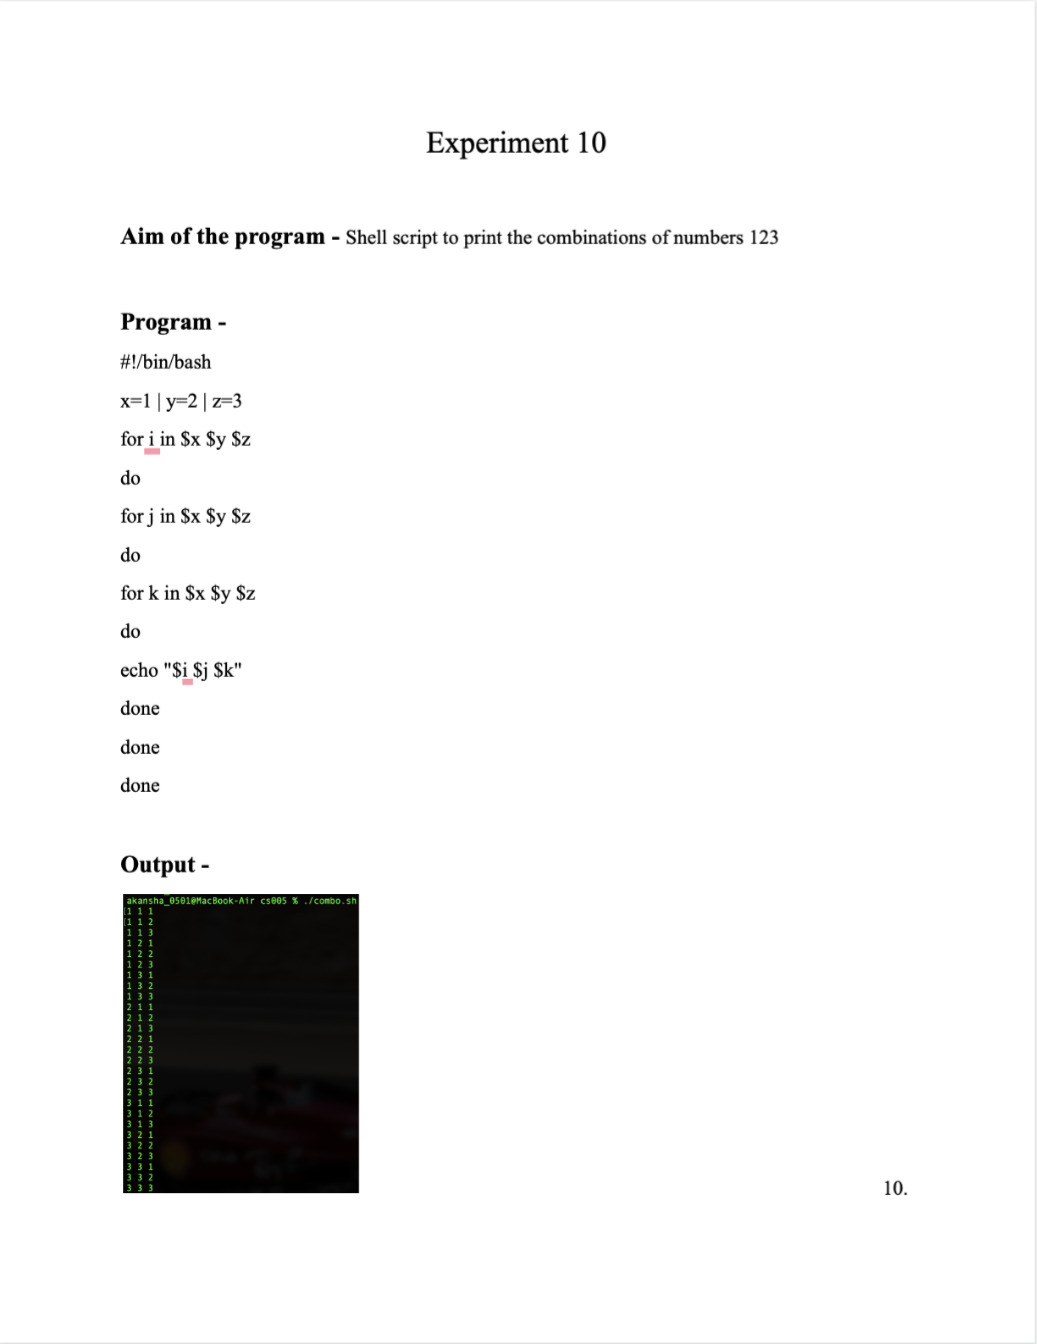 Experiment 10
Aim of the program - Shell script to print the combinations of numbers 123
Program -
#!/bin/bash
x=1 | y=2 | z=3
for i in $x $y $z
do
for j in $x $y $z
do
for k in $x $y $z
do
echo "$i $j $k"
done
done
done
Output -
akansha_0501@MacBook-Air cs005 % ./combo.sh
1 1 1
1 1 2
1 1 3
1 2 1
1 2 2
1 2 3
1 3 1
1 3 2
1 3 3
2 1 1
2 1 2
2 1 3
2 2 1
2 2 2
2 2 3
2 3 1
2 3 2
2 3 3
3 1 1
3 1 2
3 1 3
3 2 1
3 2 2
3 2 3
3 3 1
3 3 2
3 3 3
10.